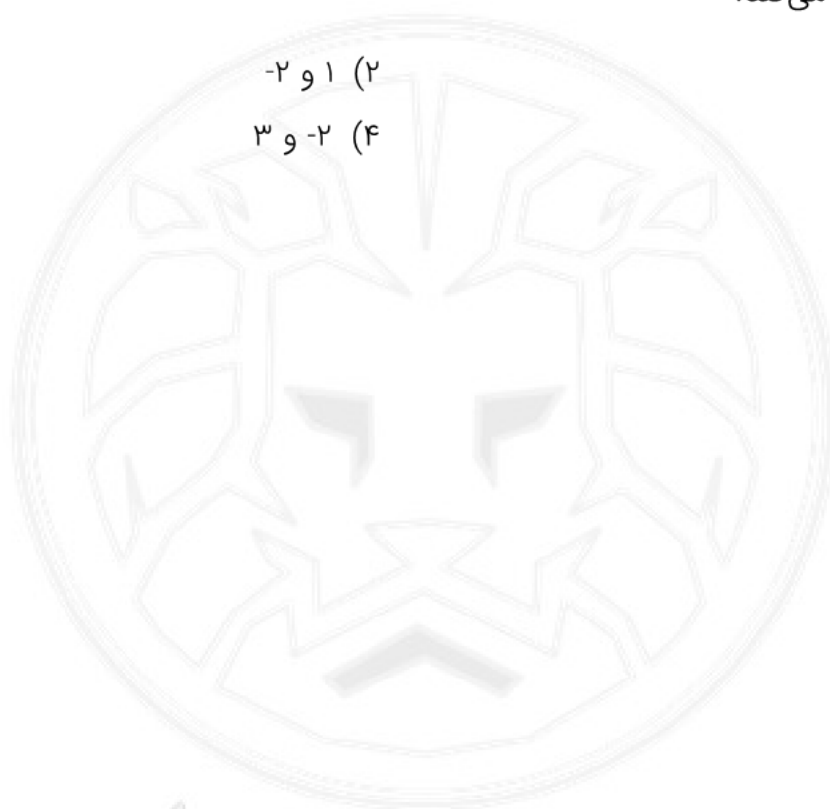 ۲) ۱ و ۲-
۴) ۲- و ۳